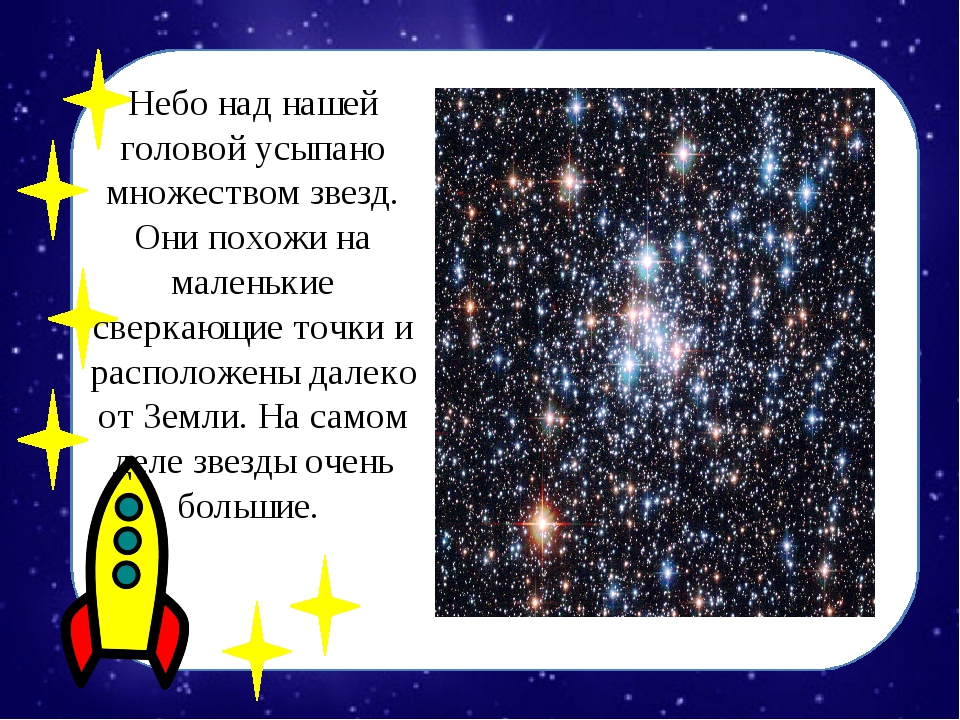 Небо над нашей
головой усыпано
множеством звезд.
Они похожи на
маленькие
сверкающие точки и
расположены далеко
от Земли. На самом
деле звезды очень
большие.